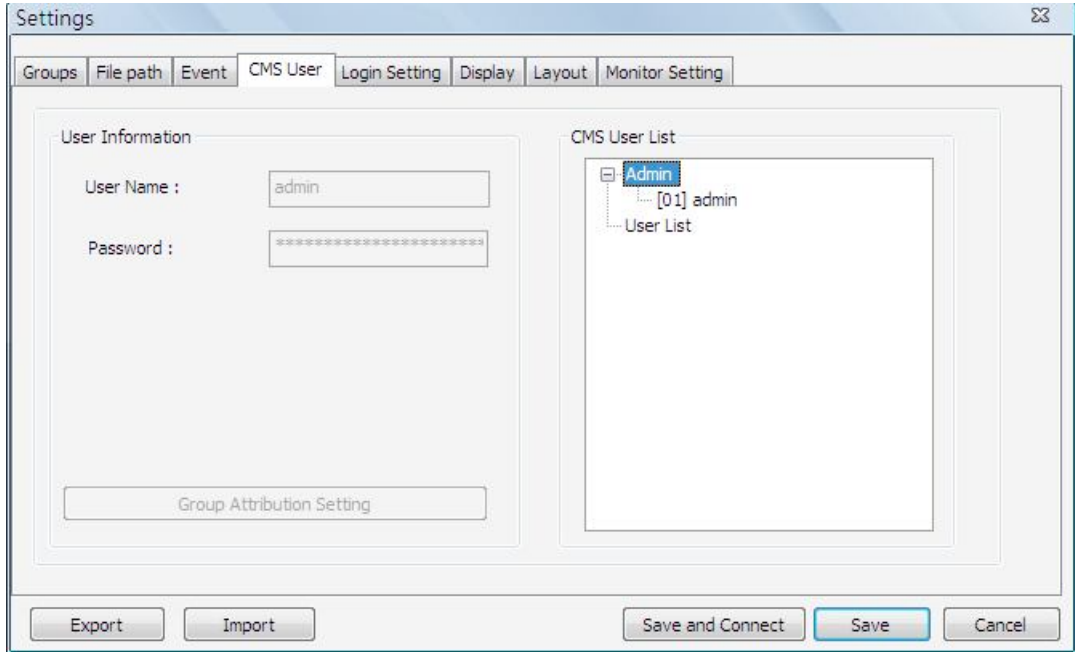 Settings
Groups File path Event CMS User Login Setting Display Layout Monitor Setting
User Information
User Name :
admin
Password :
***********************
Group Attribution Setting
CMS User List
Admin
[01] admin
User List
Export Import Save and Connect Save Cancel